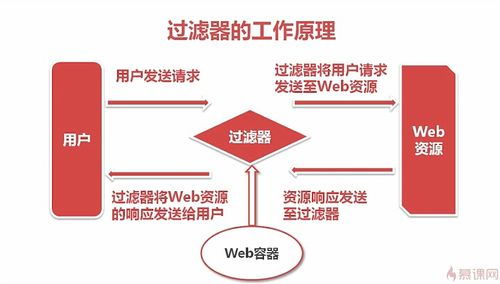 过滤器的工作原理
用户发送请求
过滤器将用户请求
发送至Web资源
用户
过滤器
Web
资源
过滤器将Web资源
的响应发送给用户
资源响应发送
至过滤器
Web容器
慕课网